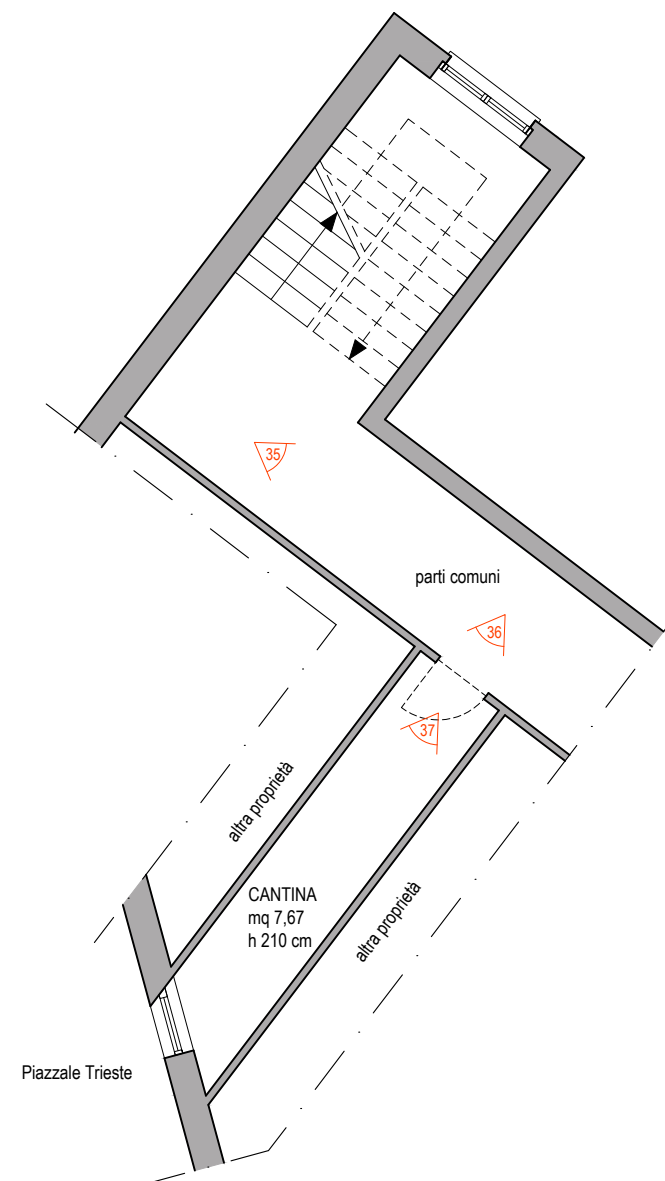 35
parti comuni
36
37
altra proprietà
CANTINA
mq 7,67
h 210 cm
altra proprietà
Piazzale Trieste